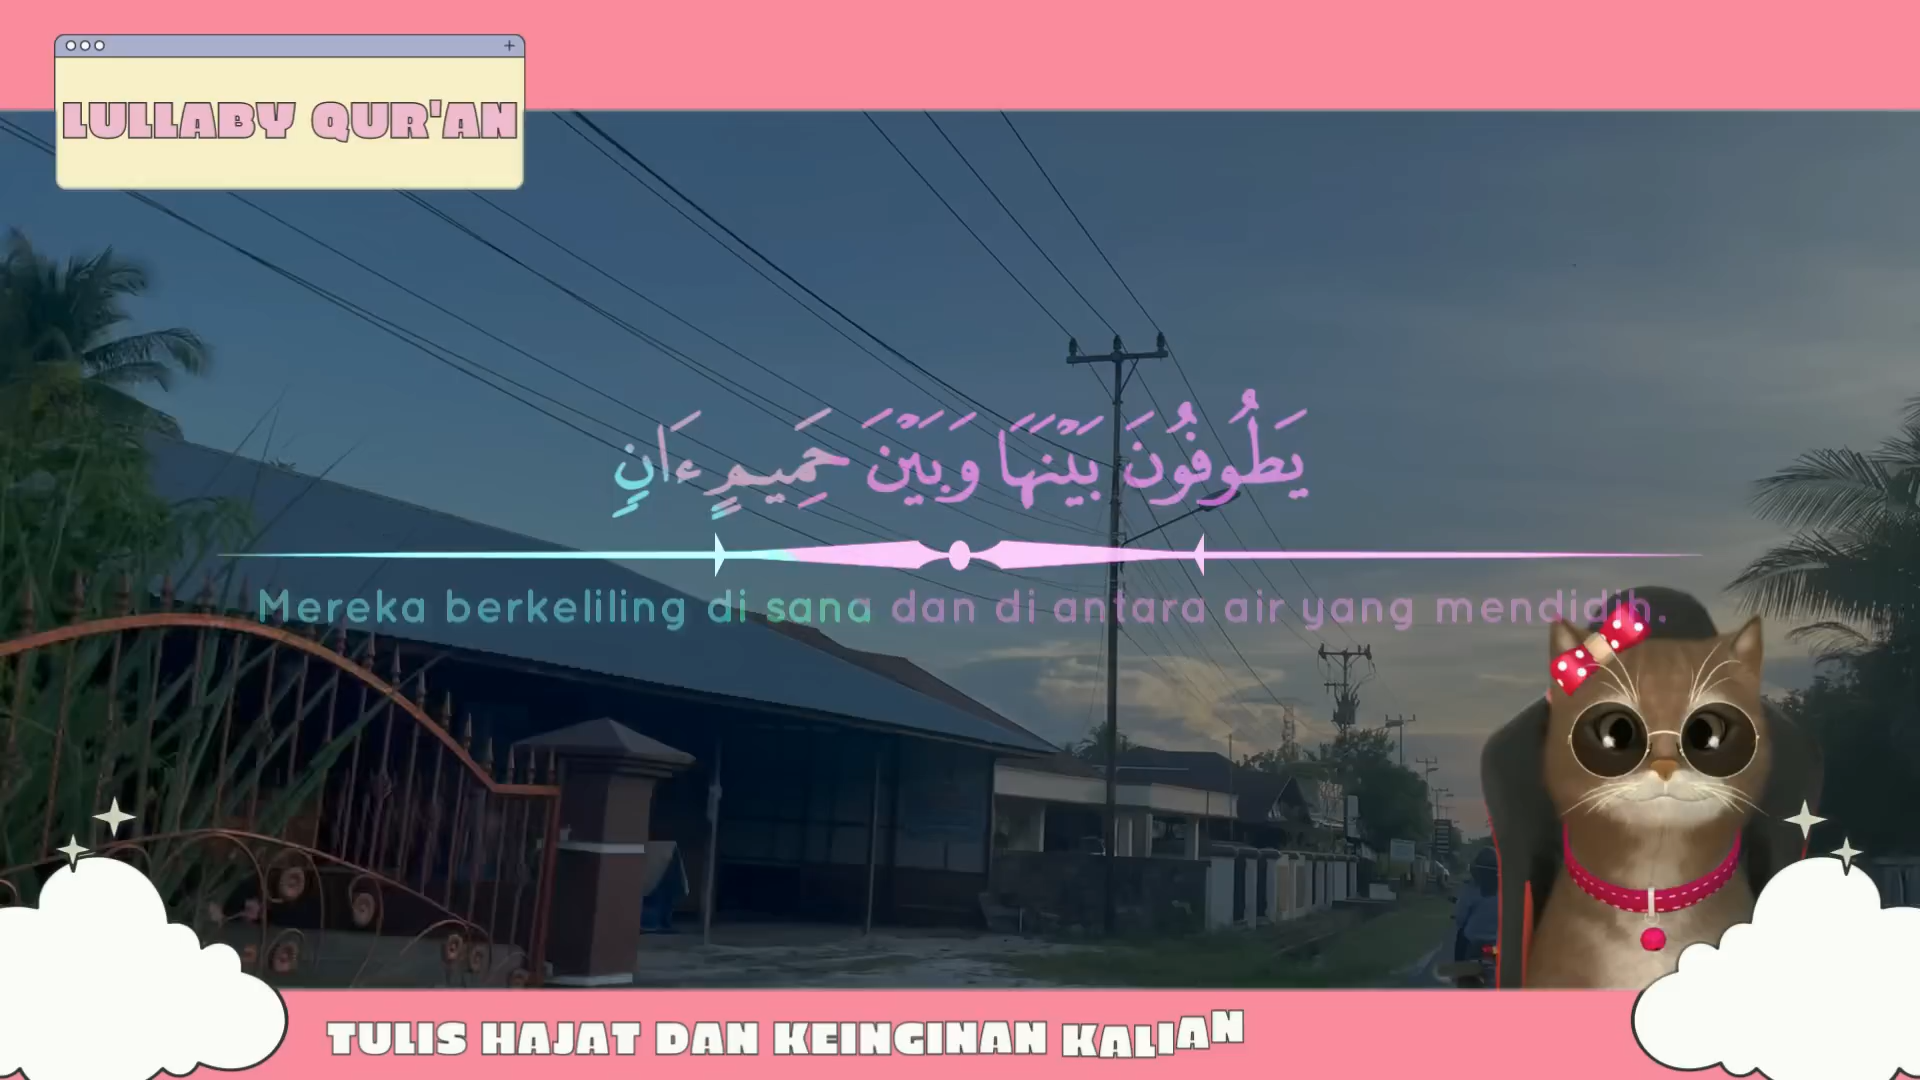 LULLABY QUR'AN
يَطُوفُونَ بَيْنَهَا وَبَيْنَ حَمِيمٍ ءَانٍ
Mereka berkeliling di sana dan di antara air yang mendidih.
TULIS HAJAT DAN KEINGINAN KALIAN